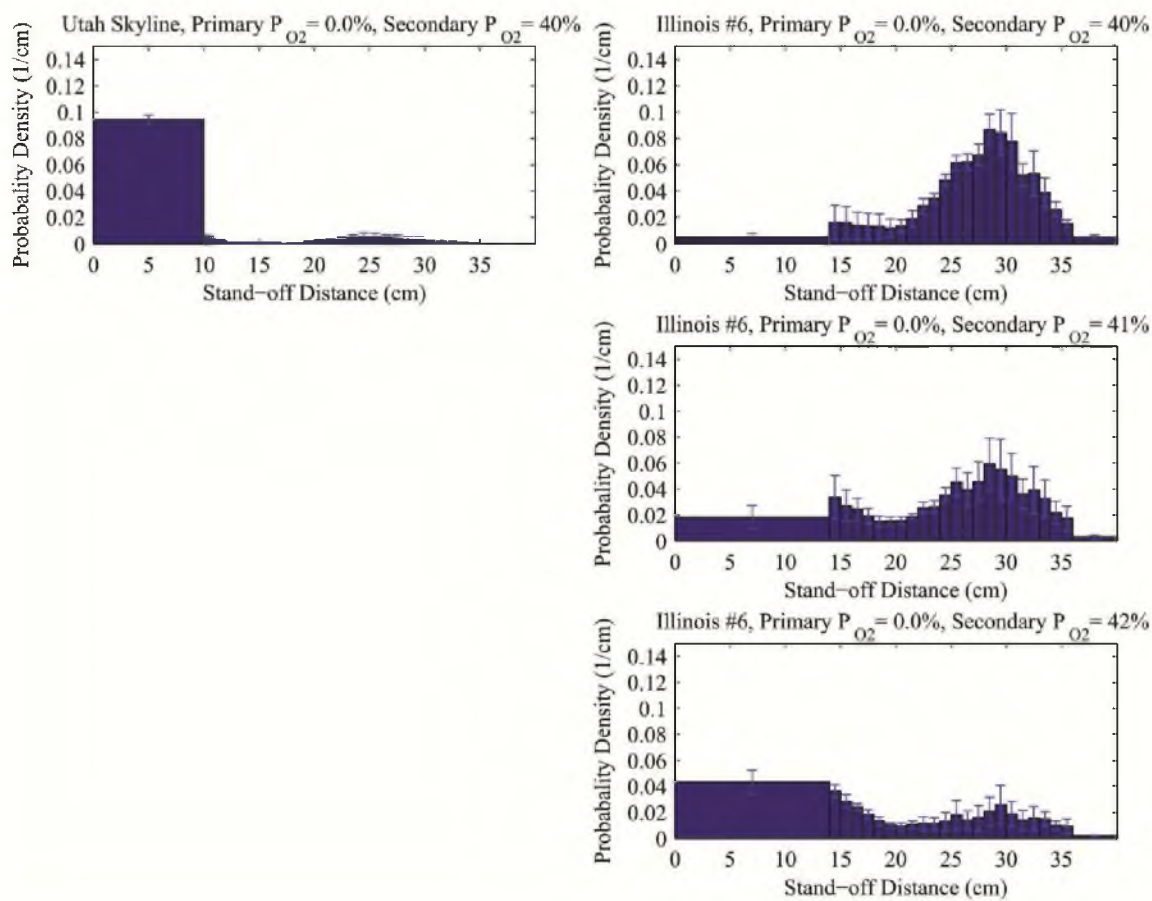 Utah Skyline, Primary P O2 = 0.0%, Secondary P O2 = 40%
Probabality Density (1/cm)
0.14
0.12
0.1
0.08
0.06
0.04
0.02
0
0 5 10 15 20 25 30 35
Stand−off Distance (cm)
Illinois #6, Primary P O2 = 0.0%, Secondary P O2 = 40%
Probabality Density (1/cm)
0.14
0.12
0.1
0.08
0.06
0.04
0.02
0
0 5 10 15 20 25 30 35
Stand−off Distance (cm)
Illinois #6, Primary P O2 = 0.0%, Secondary P O2 = 41%
Probabality Density (1/cm)
0.14
0.12
0.1
0.08
0.06
0.04
0.02
0
0 5 10 15 20 25 30 35
Stand−off Distance (cm)
Illinois #6, Primary P O2 = 0.0%, Secondary P O2 = 42%
Probabality Density (1/cm)
0.14
0.12
0.1
0.08
0.06
0.04
0.02
0
0 5 10 15 20 25 30 35
Stand−off Distance (cm)